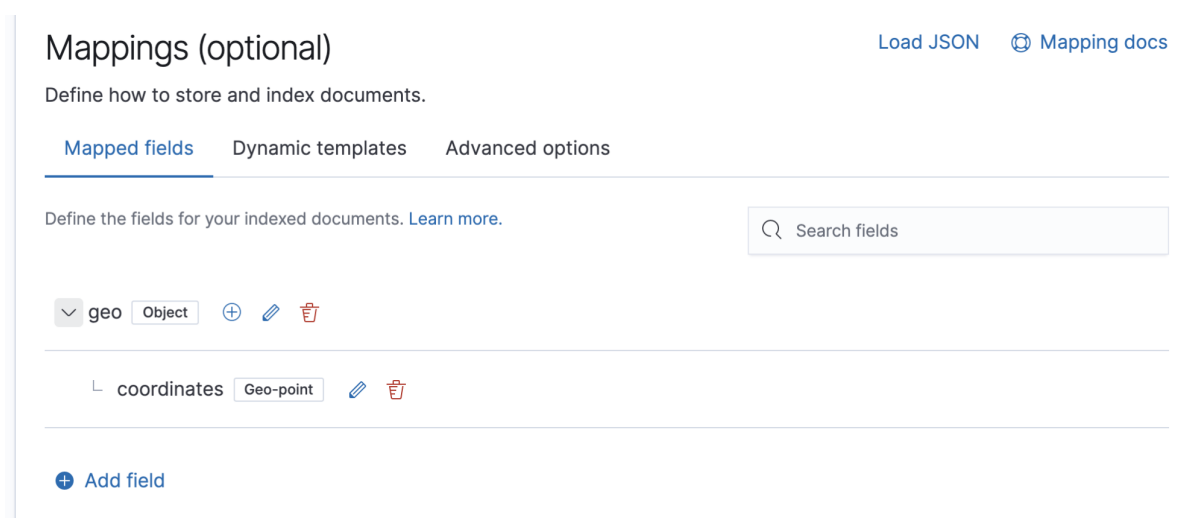 Mappings (optional)
Load JSON
Mapping docs
Define how to store and index documents.
Mapped fields
Dynamic templates
Advanced options
Define the fields for your indexed documents. Learn more.
Search fields
geo
Object
coordinates
Geo-point
Add field